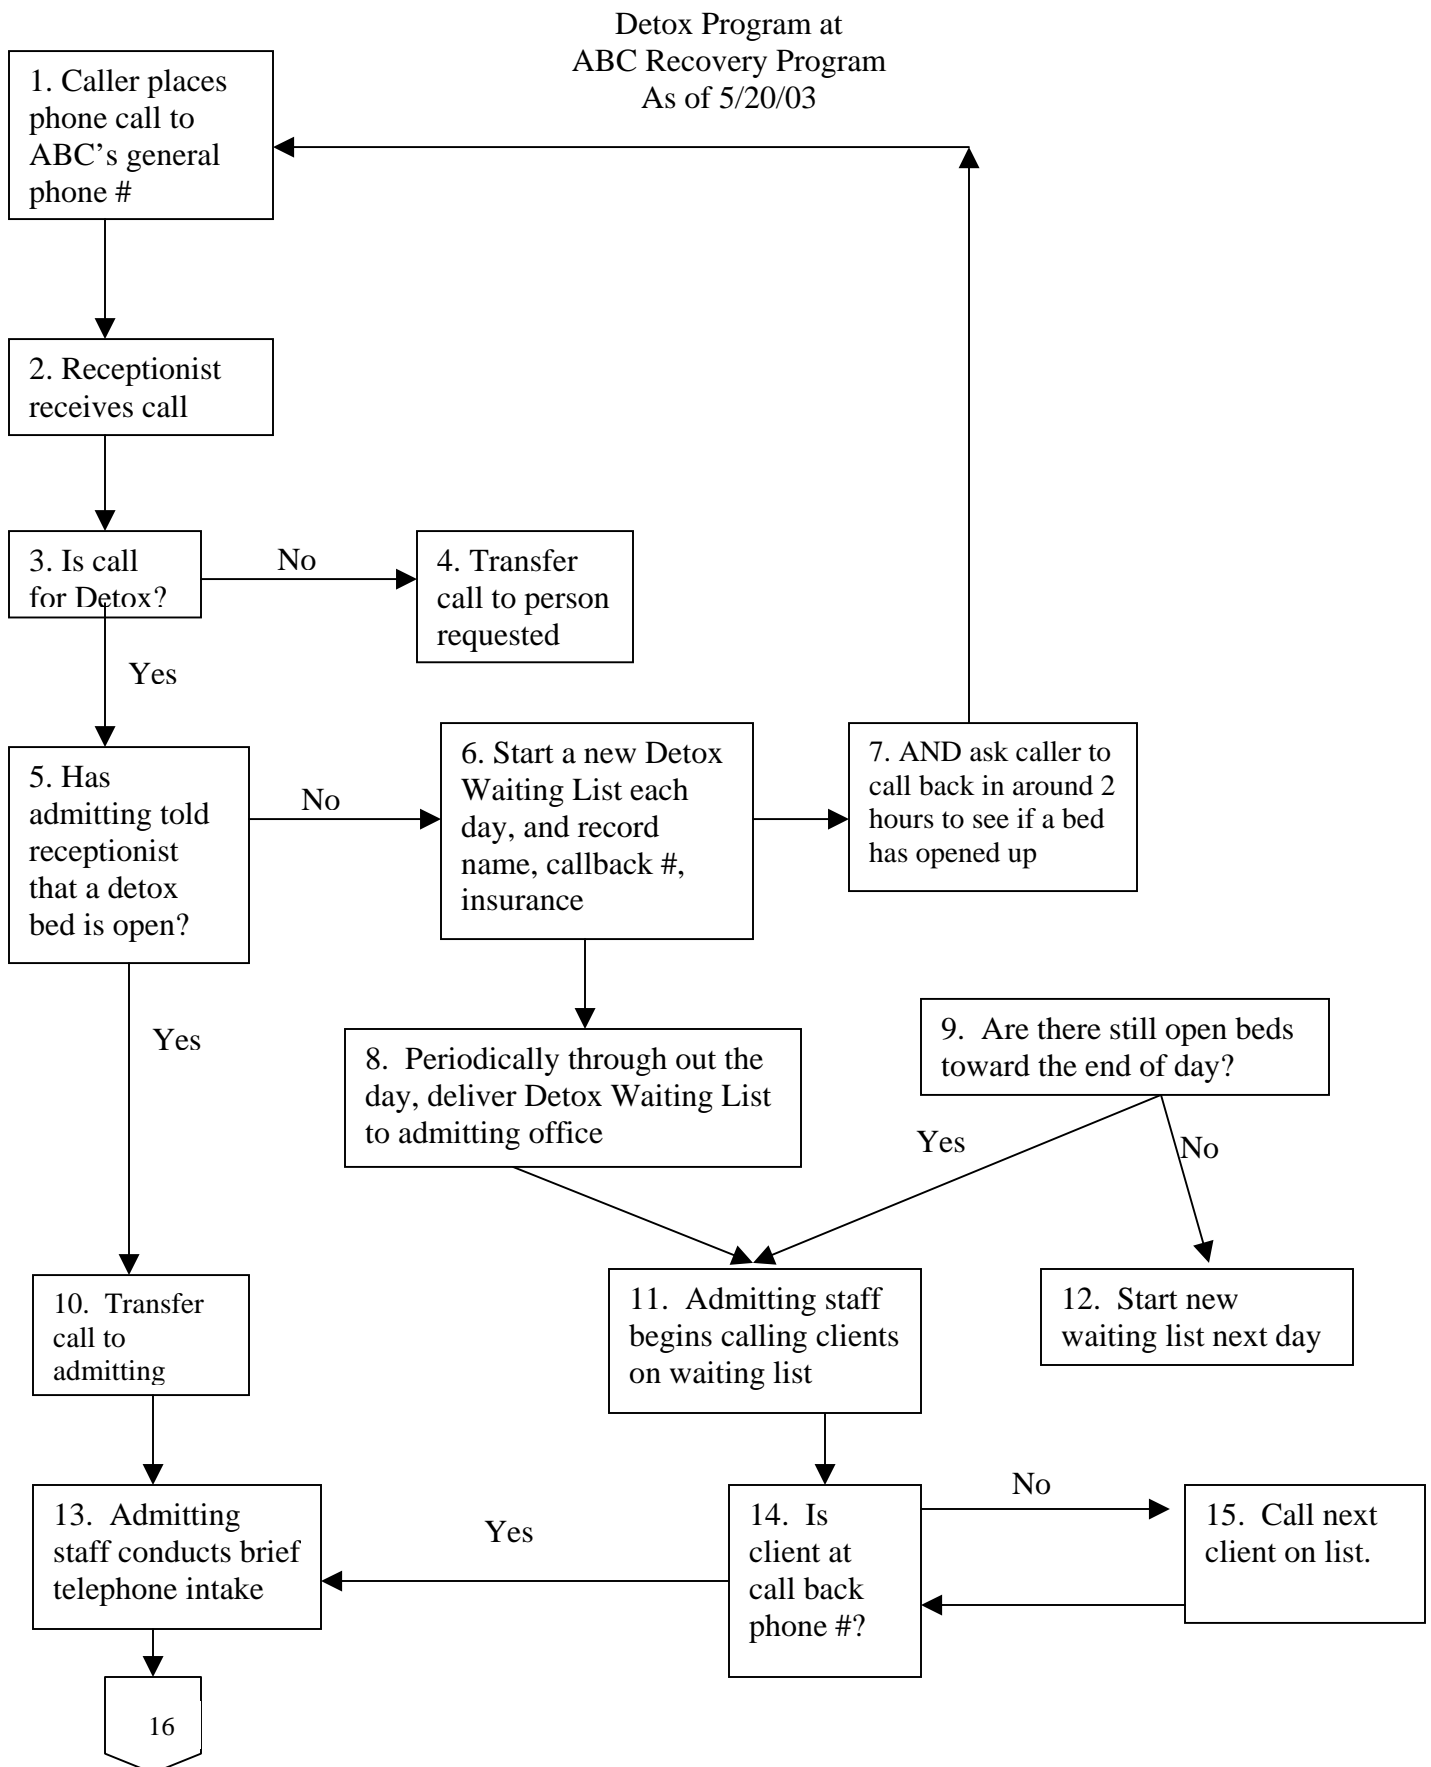 Detox Program at
ABC Recovery Program
As of 5/20/03
1. Caller places
phone call to
ABC’s general
phone #
2. Receptionist
receives call
3. Is call
for Detox?
No
4. Transfer
call to person
requested
Yes
5. Has
admitting told
receptionist
that a detox
bed is open?
No
6. Start a new Detox
Waiting List each
day, and record
name, callback #,
insurance
7. AND ask caller to
call back in around 2
hours to see if a bed
has opened up
Yes
8. Periodically through out the
day, deliver Detox Waiting List
to admitting office
9. Are there still open beds
toward the end of day?
Yes
No
10. Transfer
call to
admitting
11. Admitting staff
begins calling clients
on waiting list
12. Start new
waiting list next day
13. Admitting
staff conducts brief
telephone intake
Yes
14. Is
client at
call back
phone #?
No
15. Call next
client on list.
16